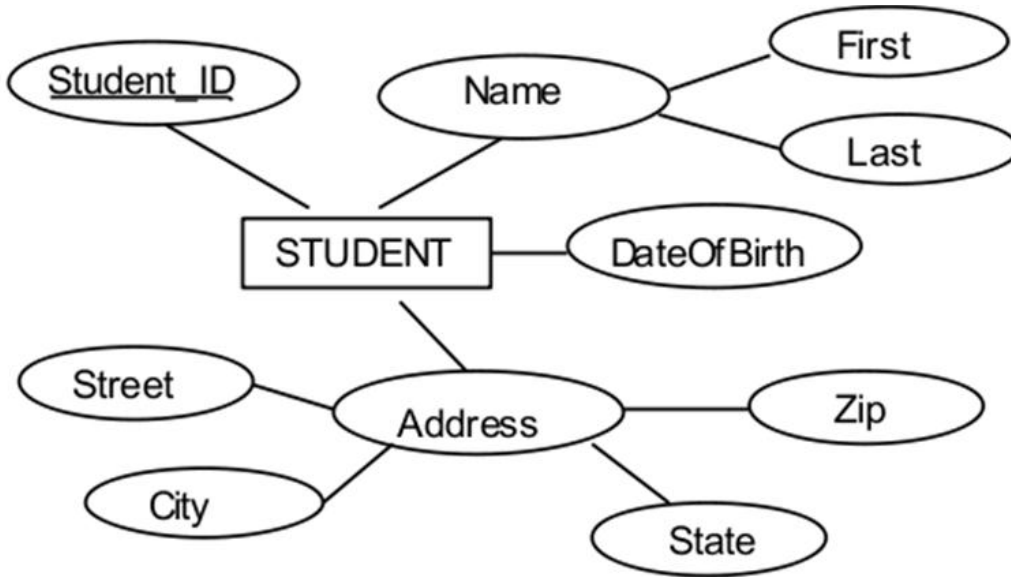 First
Student_ID
Name
Last
STUDENT
DateOfBirth
Street
Zip
Address
City
State